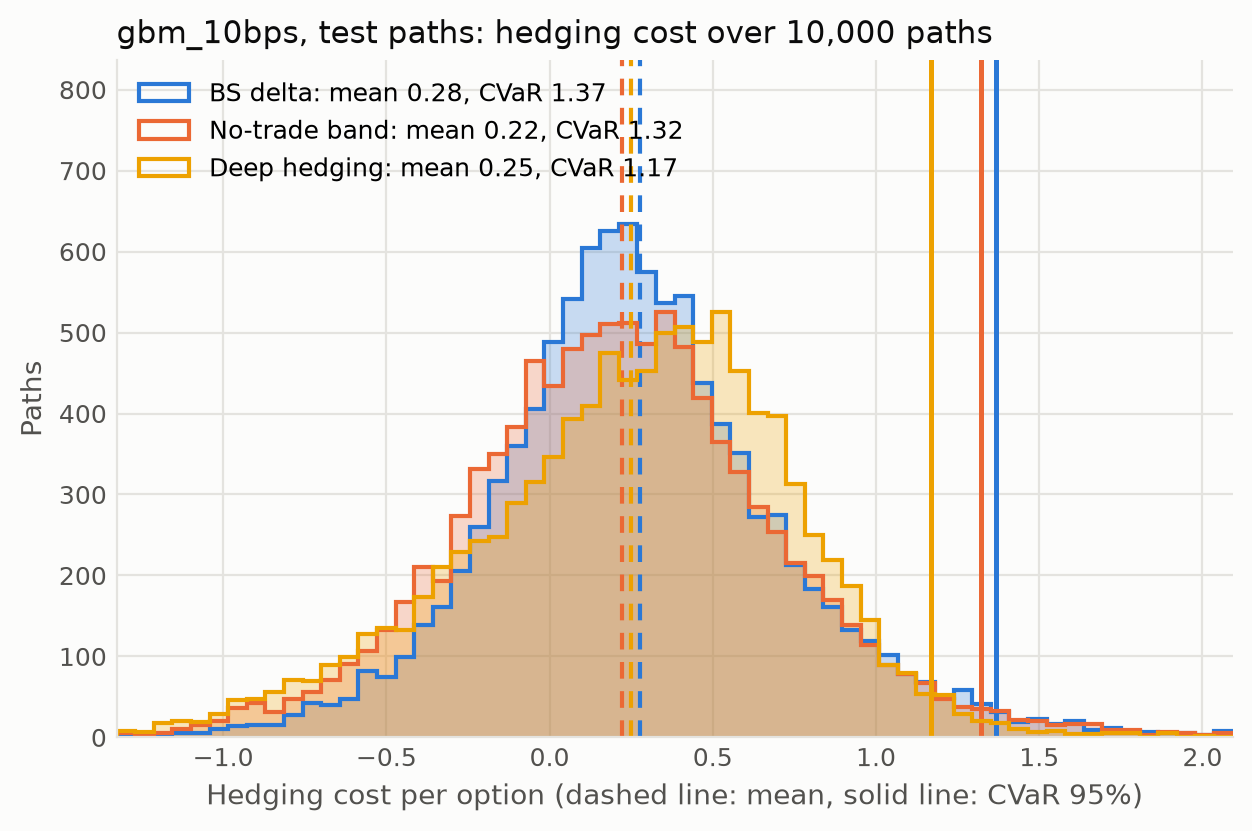 gbm_10bps, test paths: hedging cost over 10,000 paths
BS delta: mean 0.28, CVaR 1.37
No-trade band: mean 0.22, CVaR 1.32
Deep hedging: mean 0.25, CVaR 1.17
Paths
800
700
600
500
400
300
200
100
0
−1.0 −0.5 0.0 0.5 1.0 1.5 2.0
Hedging cost per option (dashed line: mean, solid line: CVaR 95%)